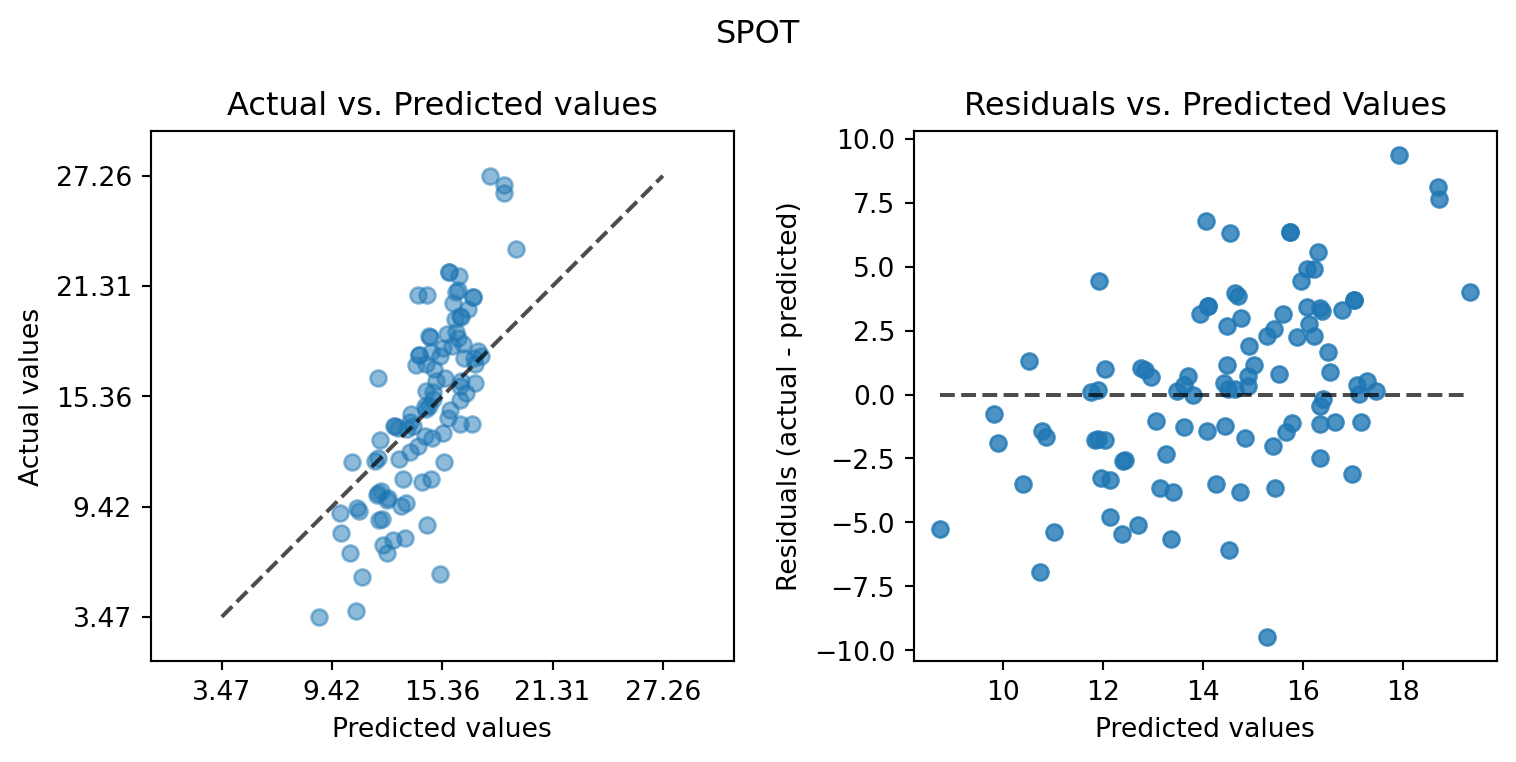 SPOT
Actual vs. Predicted values
27.26
21.31
15.36
9.42
3.47
Actual values
3.47 9.42 15.36 21.31 27.26
Predicted values
Residuals vs. Predicted Values
10.0
7.5
5.0
2.5
0.0
−2.5
−5.0
−7.5
−10.0
Residuals (actual - predicted)
10 12 14 16 18
Predicted values